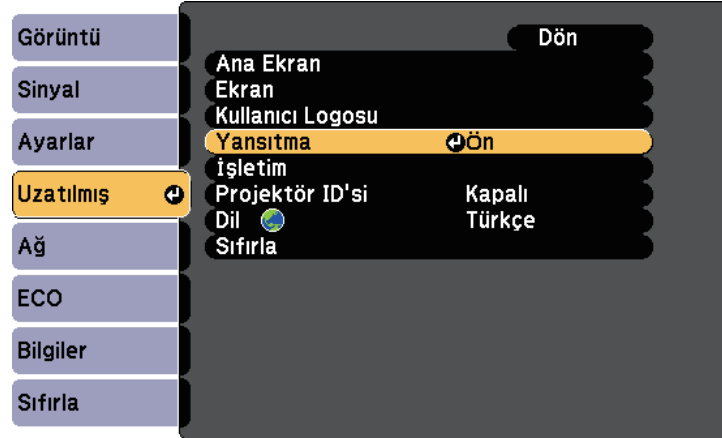 Görüntü
Sinyal
Ayarlar
Uzatılmış
Ağ
ECO
Bilgiler
Sıfırla
Dön
Ana Ekran
Ekran
Kullanıcı Logosu
Yansıtma Ön
İşletim
Projektör ID'si Kapalı
Dil Türkçe
Sıfırla